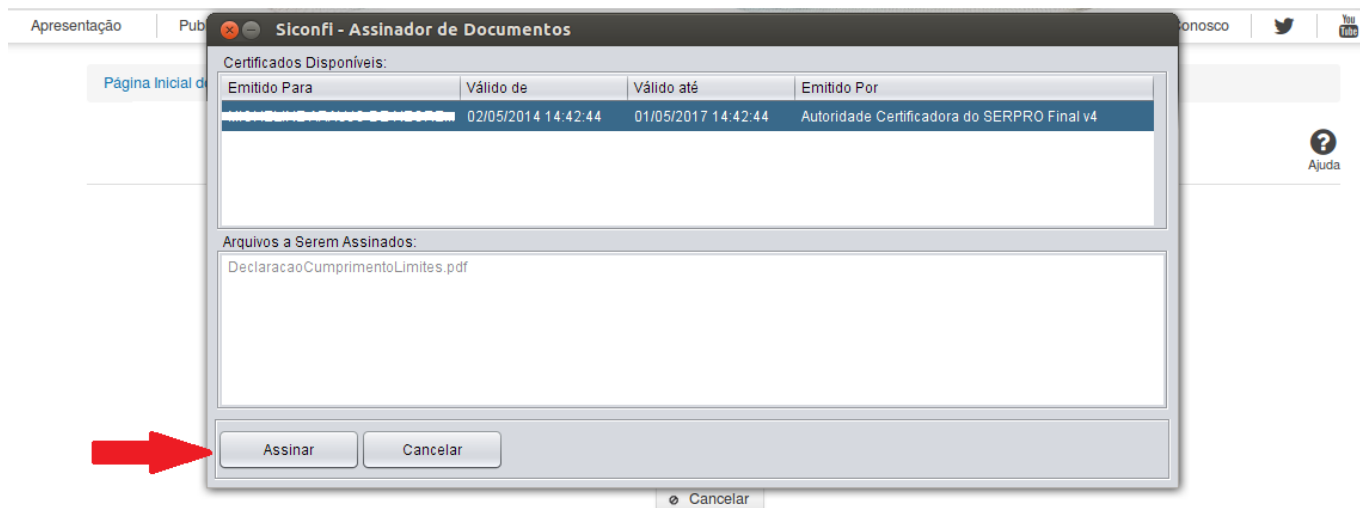 Apresentação
Siconfi - Assinador de Documentos
You Tube
Certificados Disponíveis:
Página Inicial
Emitido Para Válido de Válido até Emitido Por
02/05/2014 14:42:44 01/05/2017 14:42:44 Autoridade Certificadora do SERPRO Final v4
Ajuda
Arquivos a Serem Assinados:
DeclaracaoCumprimentoLimites.pdf
Assinar Cancelar
Cancelar